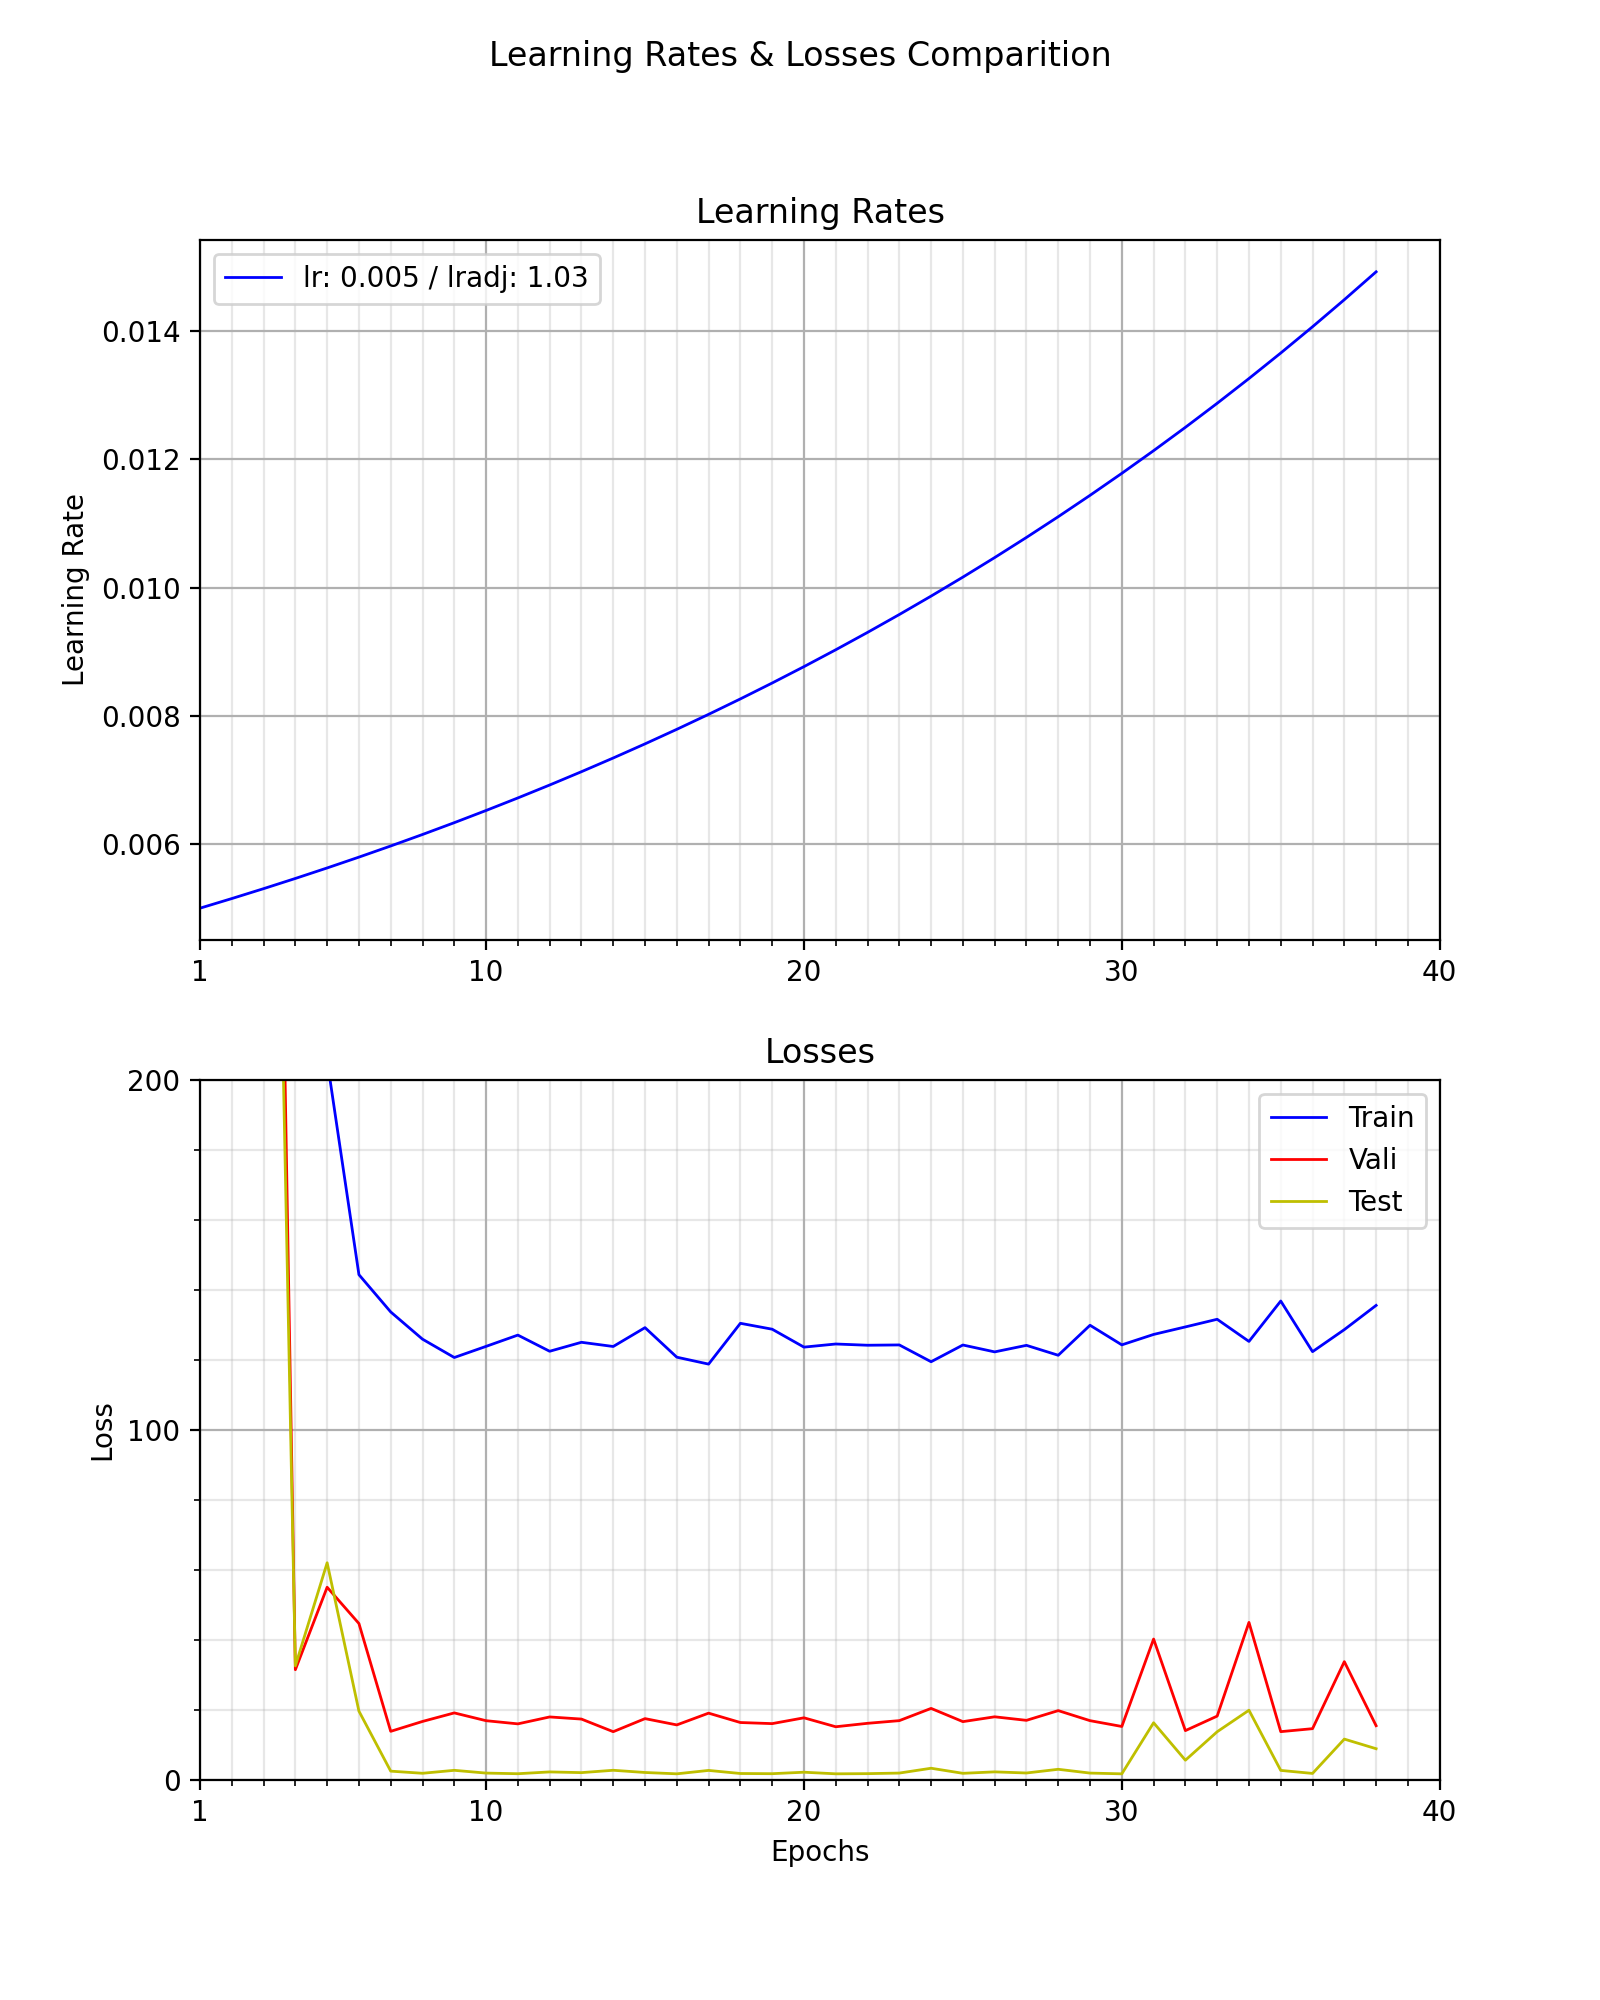 Learning Rates & Losses Comparition
Learning Rates
lr: 0.005 / lradj: 1.03
0.014
0.012
0.010
0.008
0.006
Learning Rate
1 10 20 30 40
Losses
Train
Vali
Test
200
100
0
Loss
1 10 20 30 40
Epochs